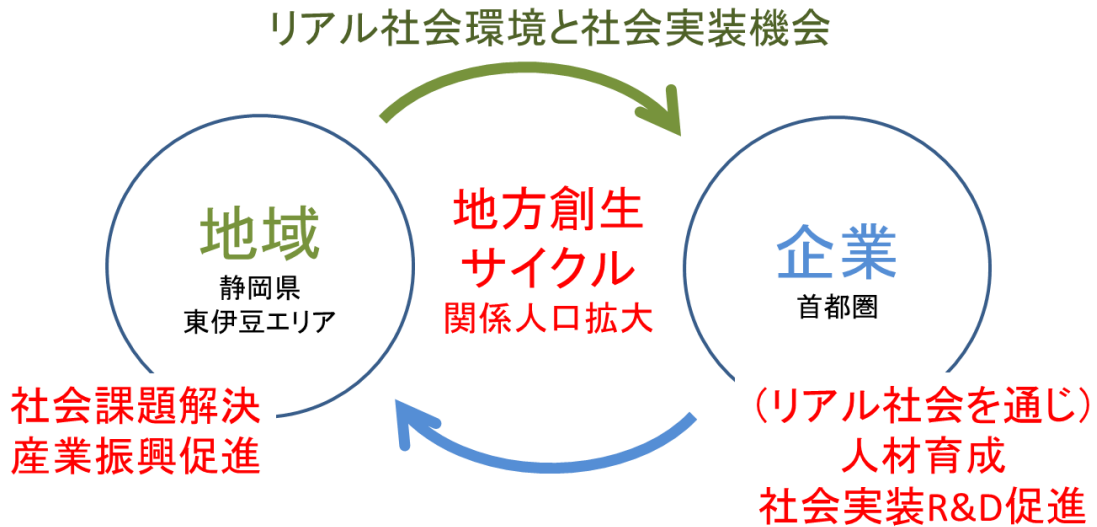 リアル社会環境と社会実装機会
地域
静岡県
東伊豆エリア
地方創生
サイクル
関係人口拡大
企業
首都圏
社会課題解決
産業振興促進
(リアル社会を通じ)
人材育成
社会実装R&D促進